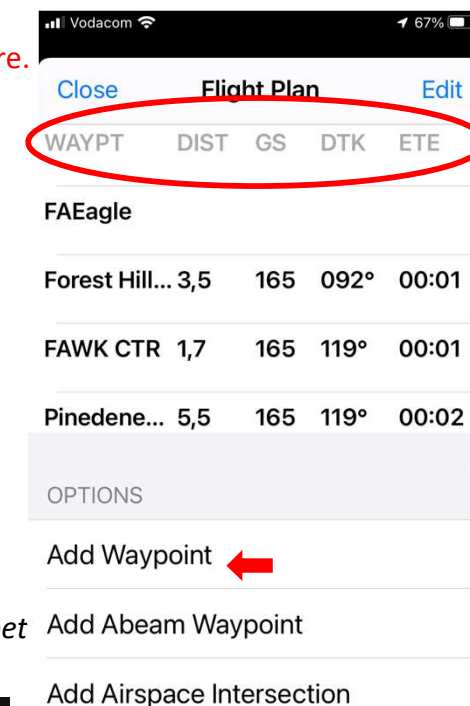 Vodacom 67%
re.
Close Flight Plan Edit
WAYPT DIST GS DTK ETE
FAEagle
Forest Hill... 3,5 165 092° 00:01
FAWK CTR 1,7 165 119° 00:01
Pinedene... 5,5 165 119° 00:02
OPTIONS
Add Waypoint
et Add Abeam Waypoint
Add Airspace Intersection